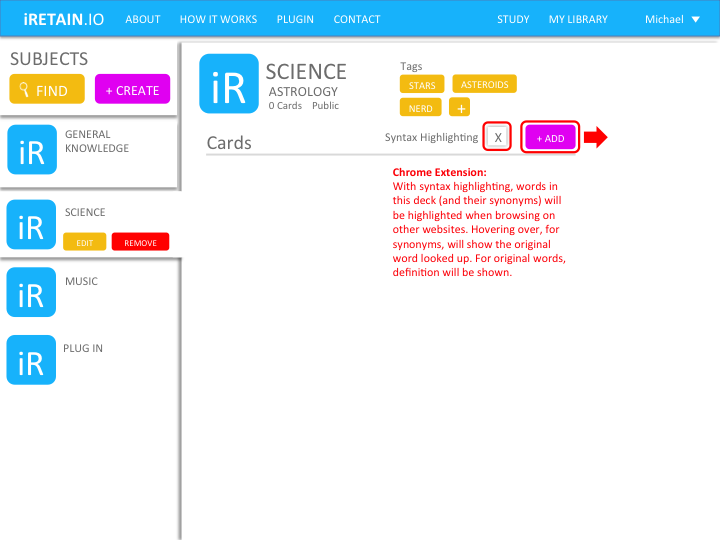 iRETAIN.IO ABOUT HOW IT WORKS PLUGIN CONTACT STUDY MY LIBRARY Michael
SUBJECTS
FIND + CREATE
iR GENERAL
KNOWLEDGE
iR SCIENCE
EDIT REMOVE
iR MUSIC
iR PLUG IN
iR SCIENCE
ASTROLOGY
0 Cards Public
Tags
STARS ASTEROIDS
NERD +
Cards Syntax Highlighting X + ADD
Chrome Extension:
With syntax highlighting, words in
this deck (and their synonyms) will
be highlighted when browsing on
other websites. Hovering over, for
synonyms, will show the original
word looked up. For original words,
definition will be shown.